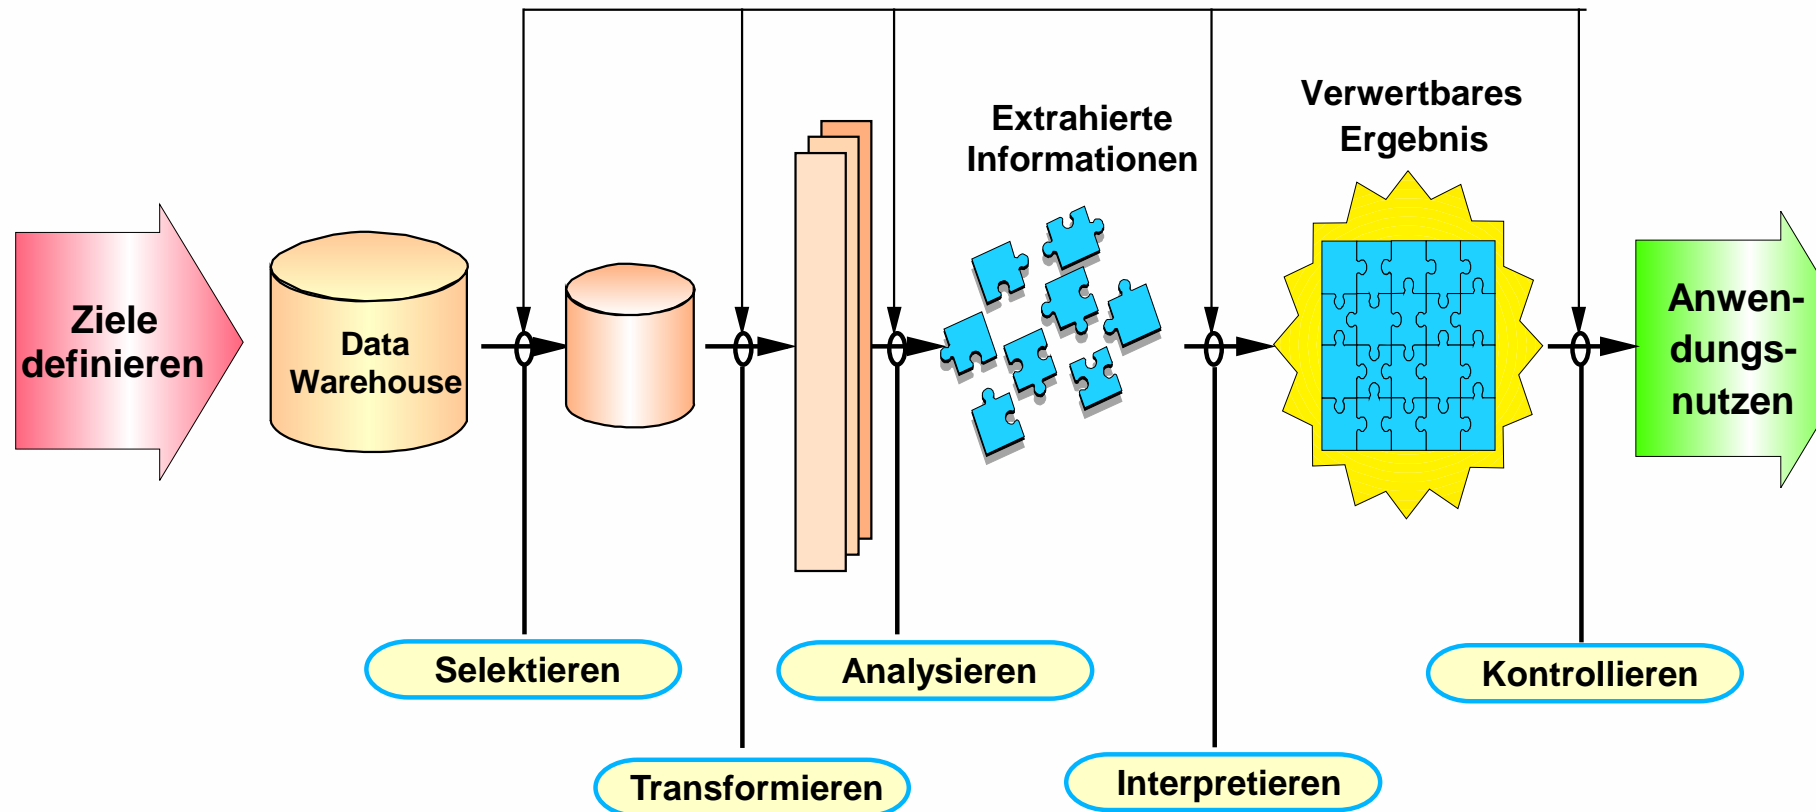 Ziele
definieren
Data
Warehouse
Extrahierte
Informationen
Verwertbares
Ergebnis
Anwen-
dungs-
nutzen
Selektieren
Transformieren
Analysieren
Interpretieren
Kontrollieren